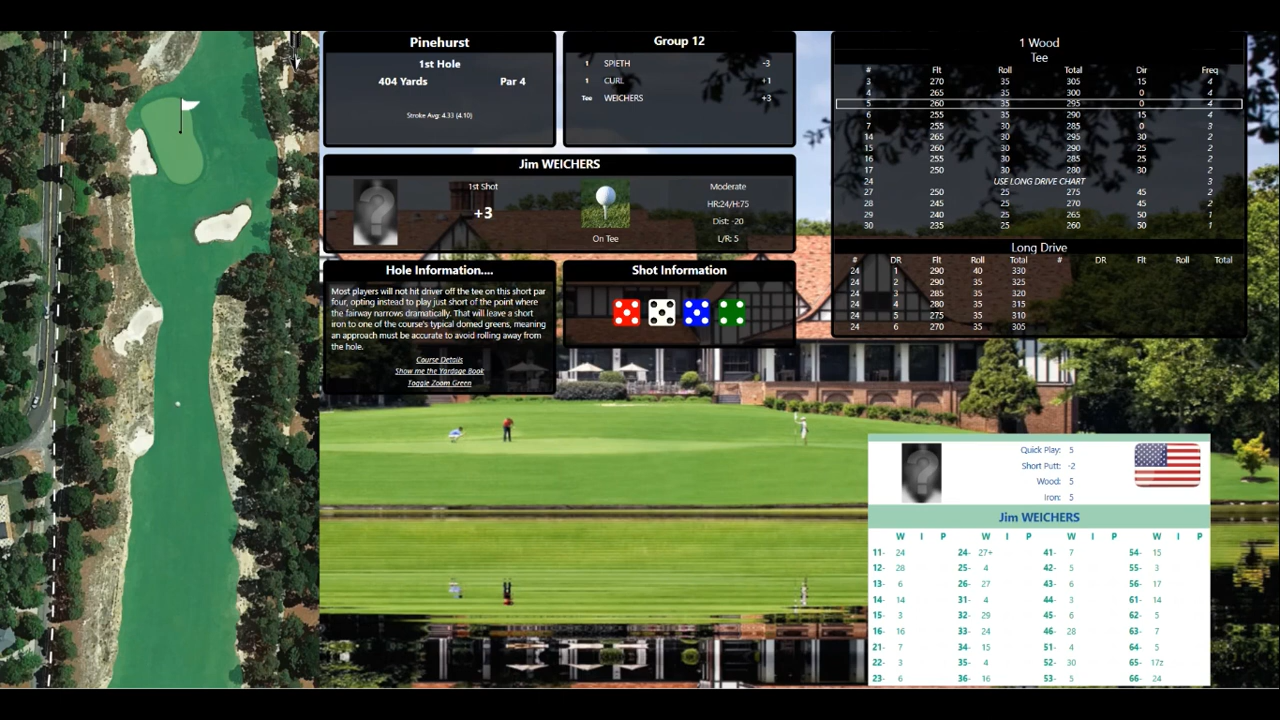 Pinehurst
1st Hole
404 Yards Par 4
Stroke Avg: 4.33 (4.10)
Group 12
1 SPIETH -3
1 CURL +1
Tee WEICHERS +3
Jim WEICHERS
1st Shot
+3
On Tee
Moderate
HR:24/H:75
Dist: -20
L/R: 5
Hole Information....
Most players will not hit driver off the tee on this short par
four, opting instead to play just short of the point where
the fairway narrows dramatically. That will leave a short
iron to one of the course's typical domed greens, meaning
an approach must be accurate to avoid rolling away from
the hole.
Course Details
Show me the Yardage Book
Toggle Zoom Green
Shot Information
1 Wood
Tee
# Flt Roll Total Dir Freq
3 270 35 305 15 4
4 265 35 300 0 4
5 260 35 295 0 4
6 255 35 290 15 4
7 255 30 285 0 3
14 265 30 295 30 2
15 260 30 290 25 2
16 255 30 285 25 2
17 250 30 280 25 2
24 USE LONG DRIVE CHART 3
27 250 25 275 45 2
28 245 25 270 45 2
29 240 25 265 50 1
30 235 25 260 50 1
Long Drive
# DR Flt Roll Total # DR Flt Roll Total
24 1 290 40 330
24 2 290 35 325
24 3 285 35 320
24 4 280 35 315
24 5 275 35 310
24 6 270 35 305
Quick Play: 5
Short Putt: -2
Wood: 5
Iron: 5
Jim WEICHERS
W I P W I P W I P W I P
11- 24 24- 27+ 41- 7 54- 15
12- 28 25- 4 42- 5 55- 3
13- 6 26- 27 43- 6 56- 17
14- 14 31- 4 44- 3 61- 14
15- 3 32- 29 45- 6 62- 5
16- 16 33- 24 46- 28 63- 7
21- 7 34- 15 51- 4 64- 5
22- 3 35- 4 52- 30 65- 17z
23- 6 36- 16 53- 5 66- 24